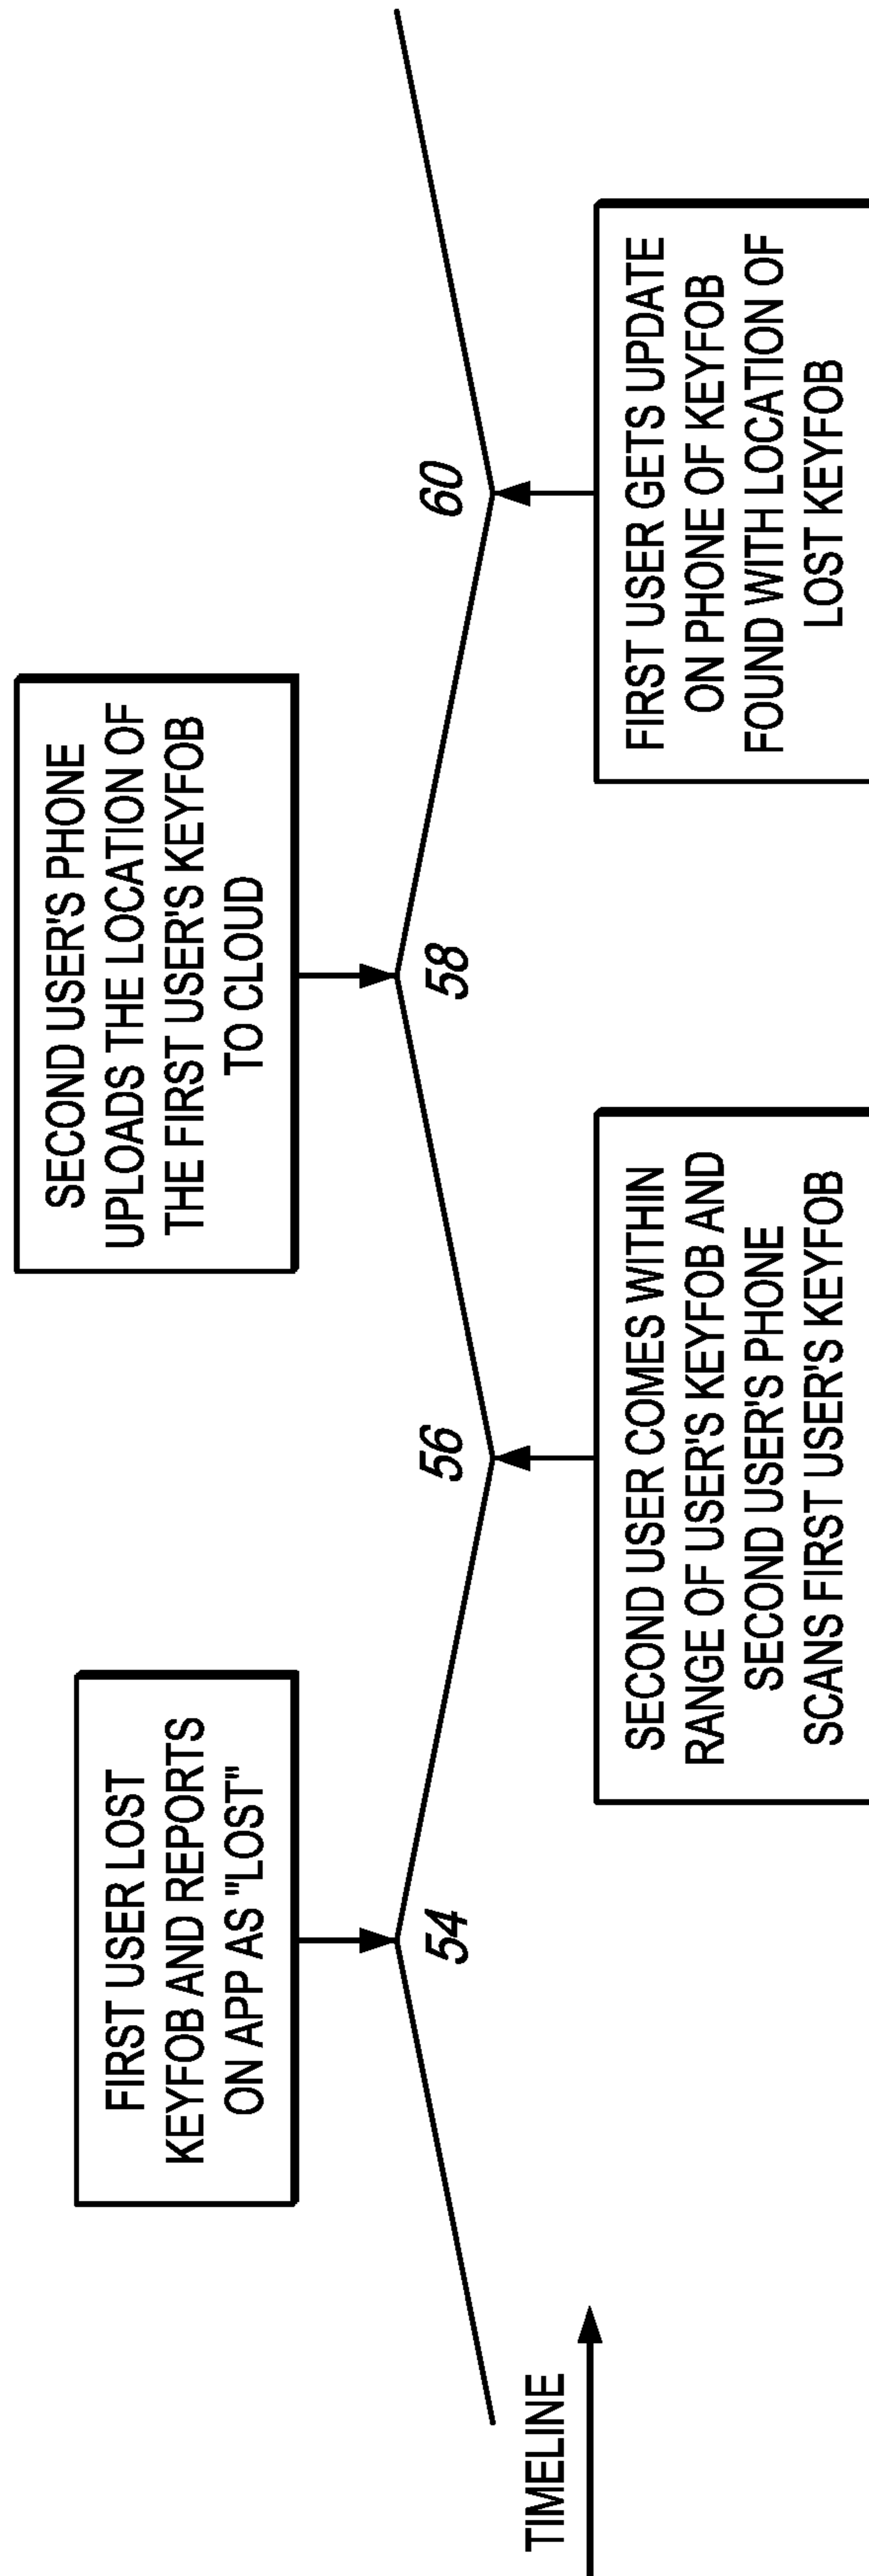 FIRST USER LOST
KEYFOB AND REPORTS
ON APP AS "LOST"
54
SECOND USER COMES WITHIN
RANGE OF USER'S KEYFOB AND
SECOND USER'S PHONE
SCANS FIRST USER'S KEYFOB
56
SECOND USER'S PHONE
UPLOADS THE LOCATION OF
THE FIRST USER'S KEYFOB
TO CLOUD
58
FIRST USER GETS UPDATE
ON PHONE OF KEYFOB
FOUND WITH LOCATION OF
LOST KEYFOB
60
TIMELINE